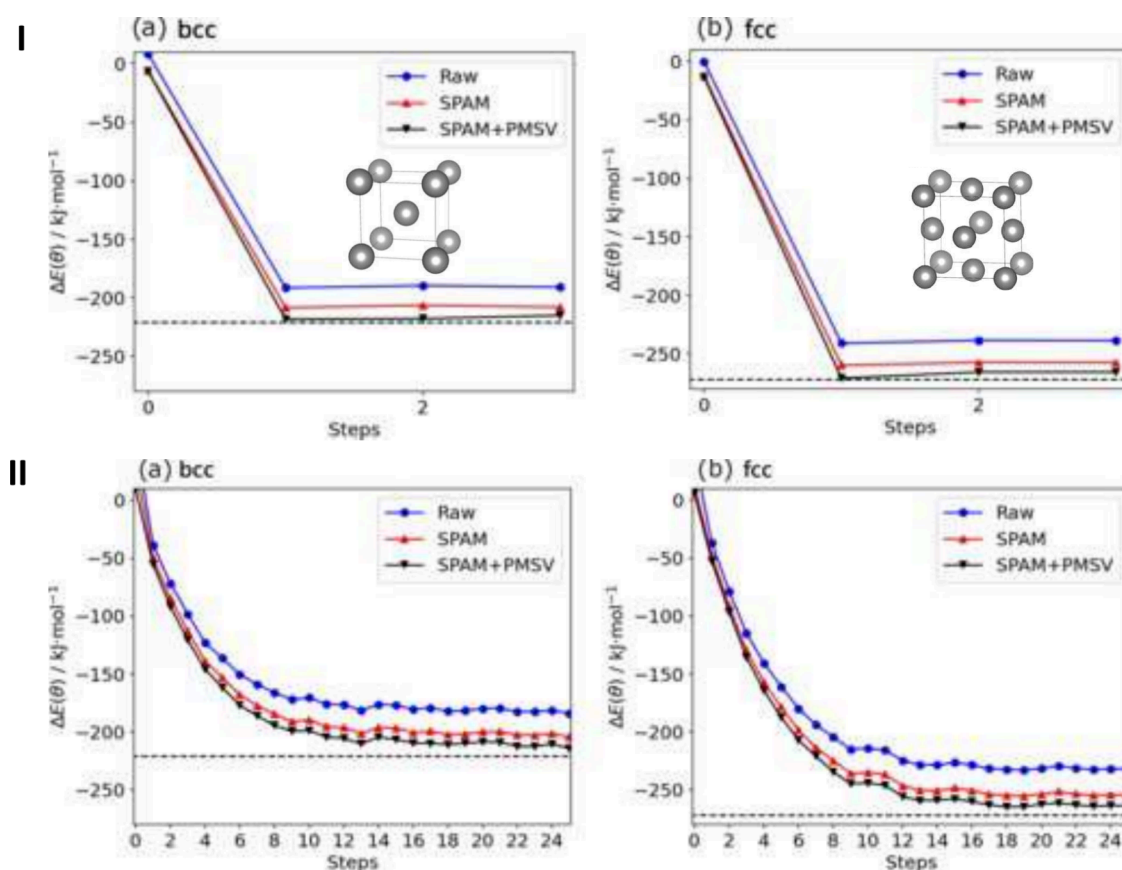 I
(a) bcc
ΔE(θ) / kJ·mol⁻¹
0
−50
−100
−150
−200
−250
Raw
SPAM
SPAM+PMSV
0
2
Steps
(b) fcc
ΔE(θ) / kJ·mol⁻¹
0
−50
−100
−150
−200
−250
Raw
SPAM
SPAM+PMSV
0
2
Steps
II
(a) bcc
ΔE(θ) / kJ·mol⁻¹
0
−50
−100
−150
−200
−250
Raw
SPAM
SPAM+PMSV
0 2 4 6 8 10 12 14 16 18 20 22 24
Steps
(b) fcc
ΔE(θ) / kJ·mol⁻¹
0
−50
−100
−150
−200
−250
Raw
SPAM
SPAM+PMSV
0 2 4 6 8 10 12 14 16 18 20 22 24
Steps